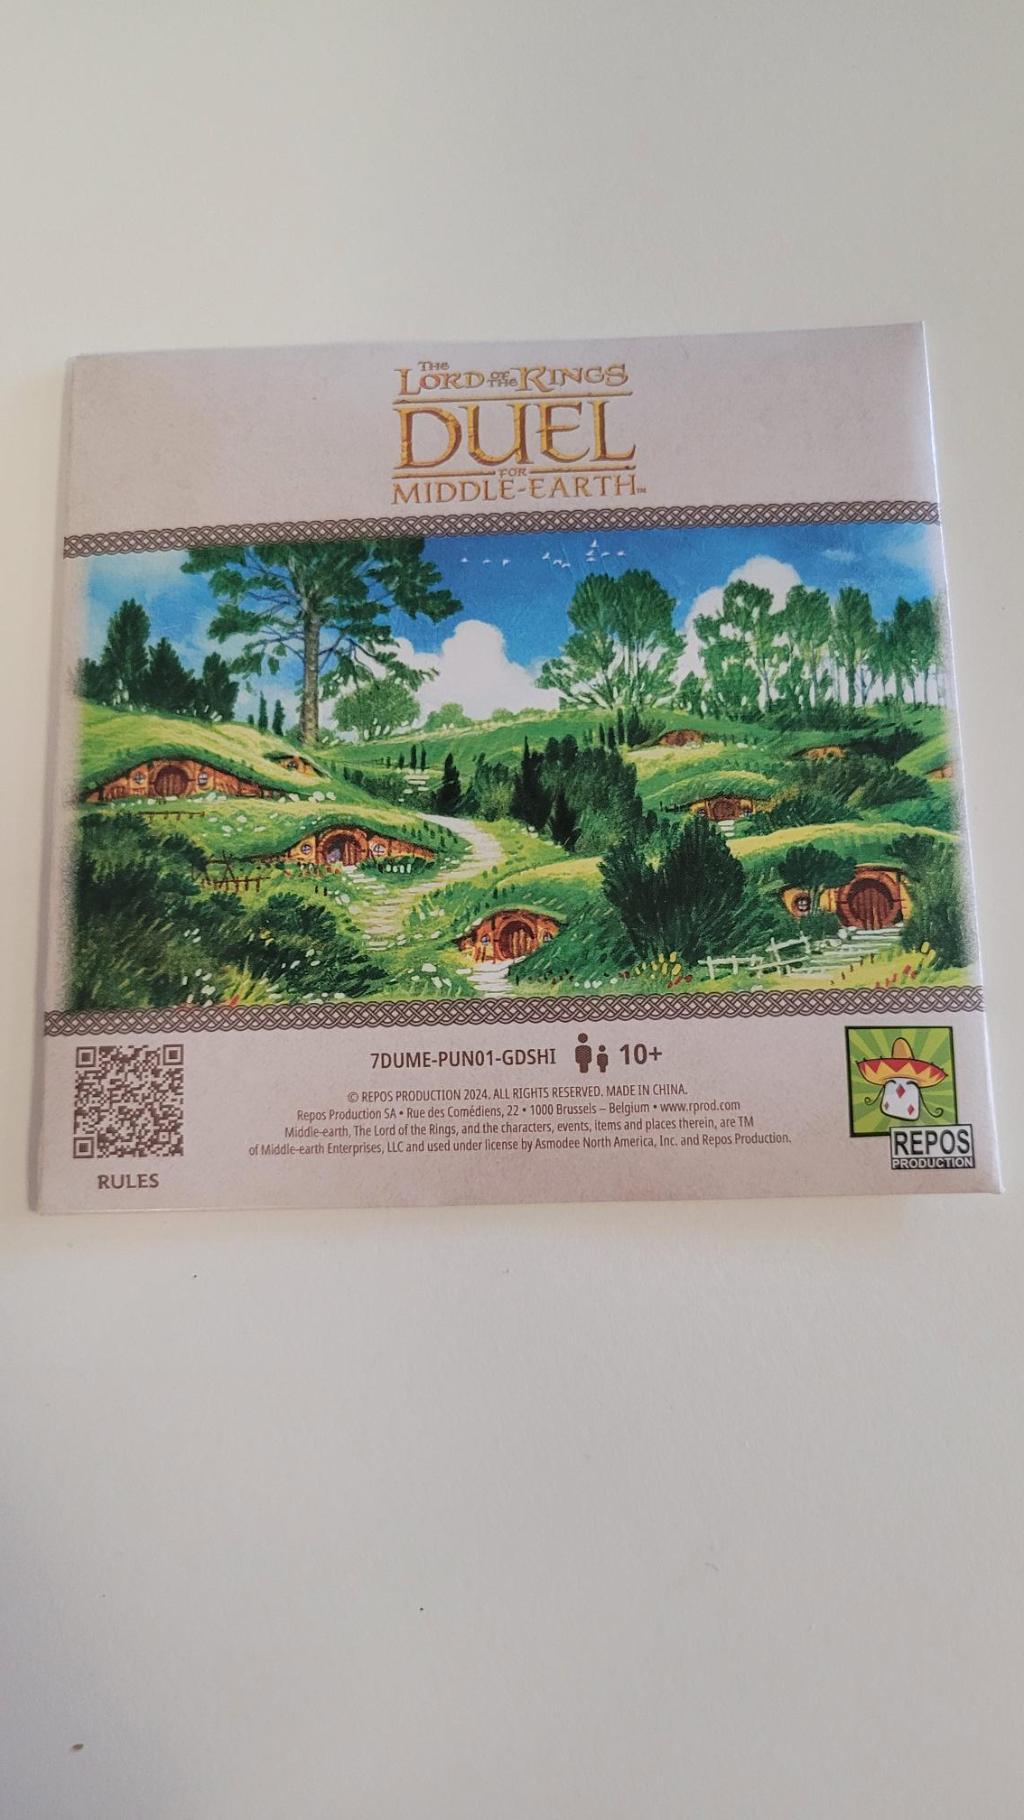 THE
LORD OF THE RINGS
DUEL
FOR
MIDDLE-EARTH™
7DUME-PUN01-GDSHI 10+
© REPOS PRODUCTION 2024. ALL RIGHTS RESERVED. MADE IN CHINA.
Repos Production SA • Rue des Comédiens, 22 • 1000 Brussels – Belgium • www.rprod.com
Middle-earth, The Lord of the Rings, and the characters, events, items and places therein, are TM
of Middle-earth Enterprises, LLC and used under license by Asmodee North America, Inc. and Repos Production.
RULES
REPOS
PRODUCTION